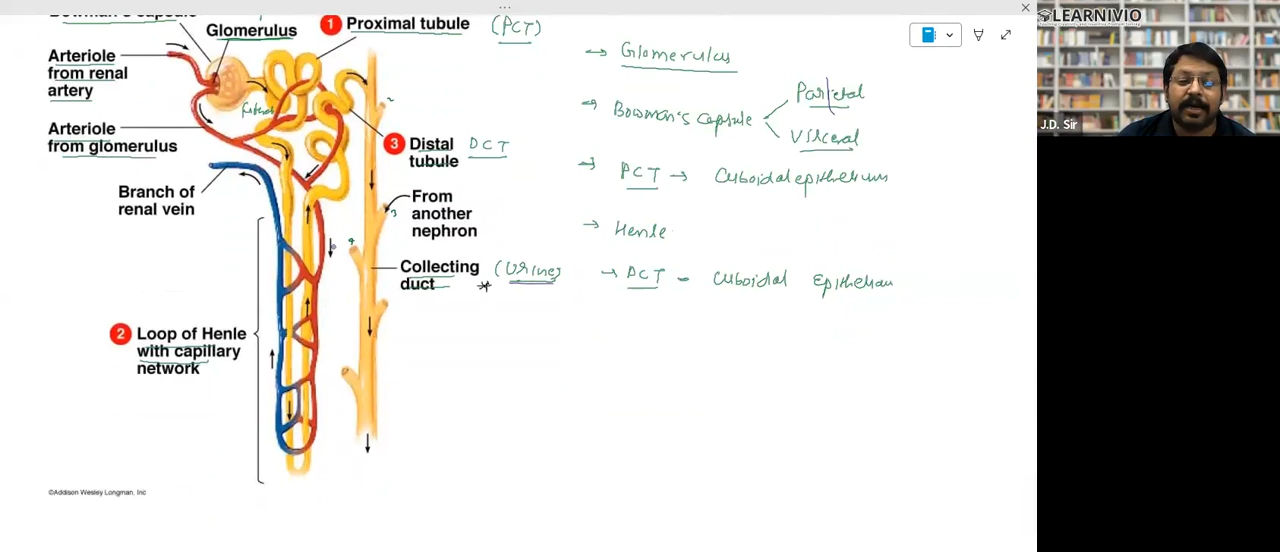 Bowman's capsule
Glomerulus
1 Proximal tubule (PCT)
Arteriole
from renal
artery
Arteriole
from glomerulus
3 Distal DCT
tubule
Branch of
renal vein
From
another
nephron
Collecting (Urine)
duct *
2 Loop of Henle
with capillary
network
©Addison Wesley Longman, Inc
→ Glomerulus
→ Bowman's Capsule
Parietal
Visceral
→ PCT → Cuboidal epithelium
→ Henle
→ DCT - Cuboidal Epithelium
LEARNIVIO
J.D. Sir